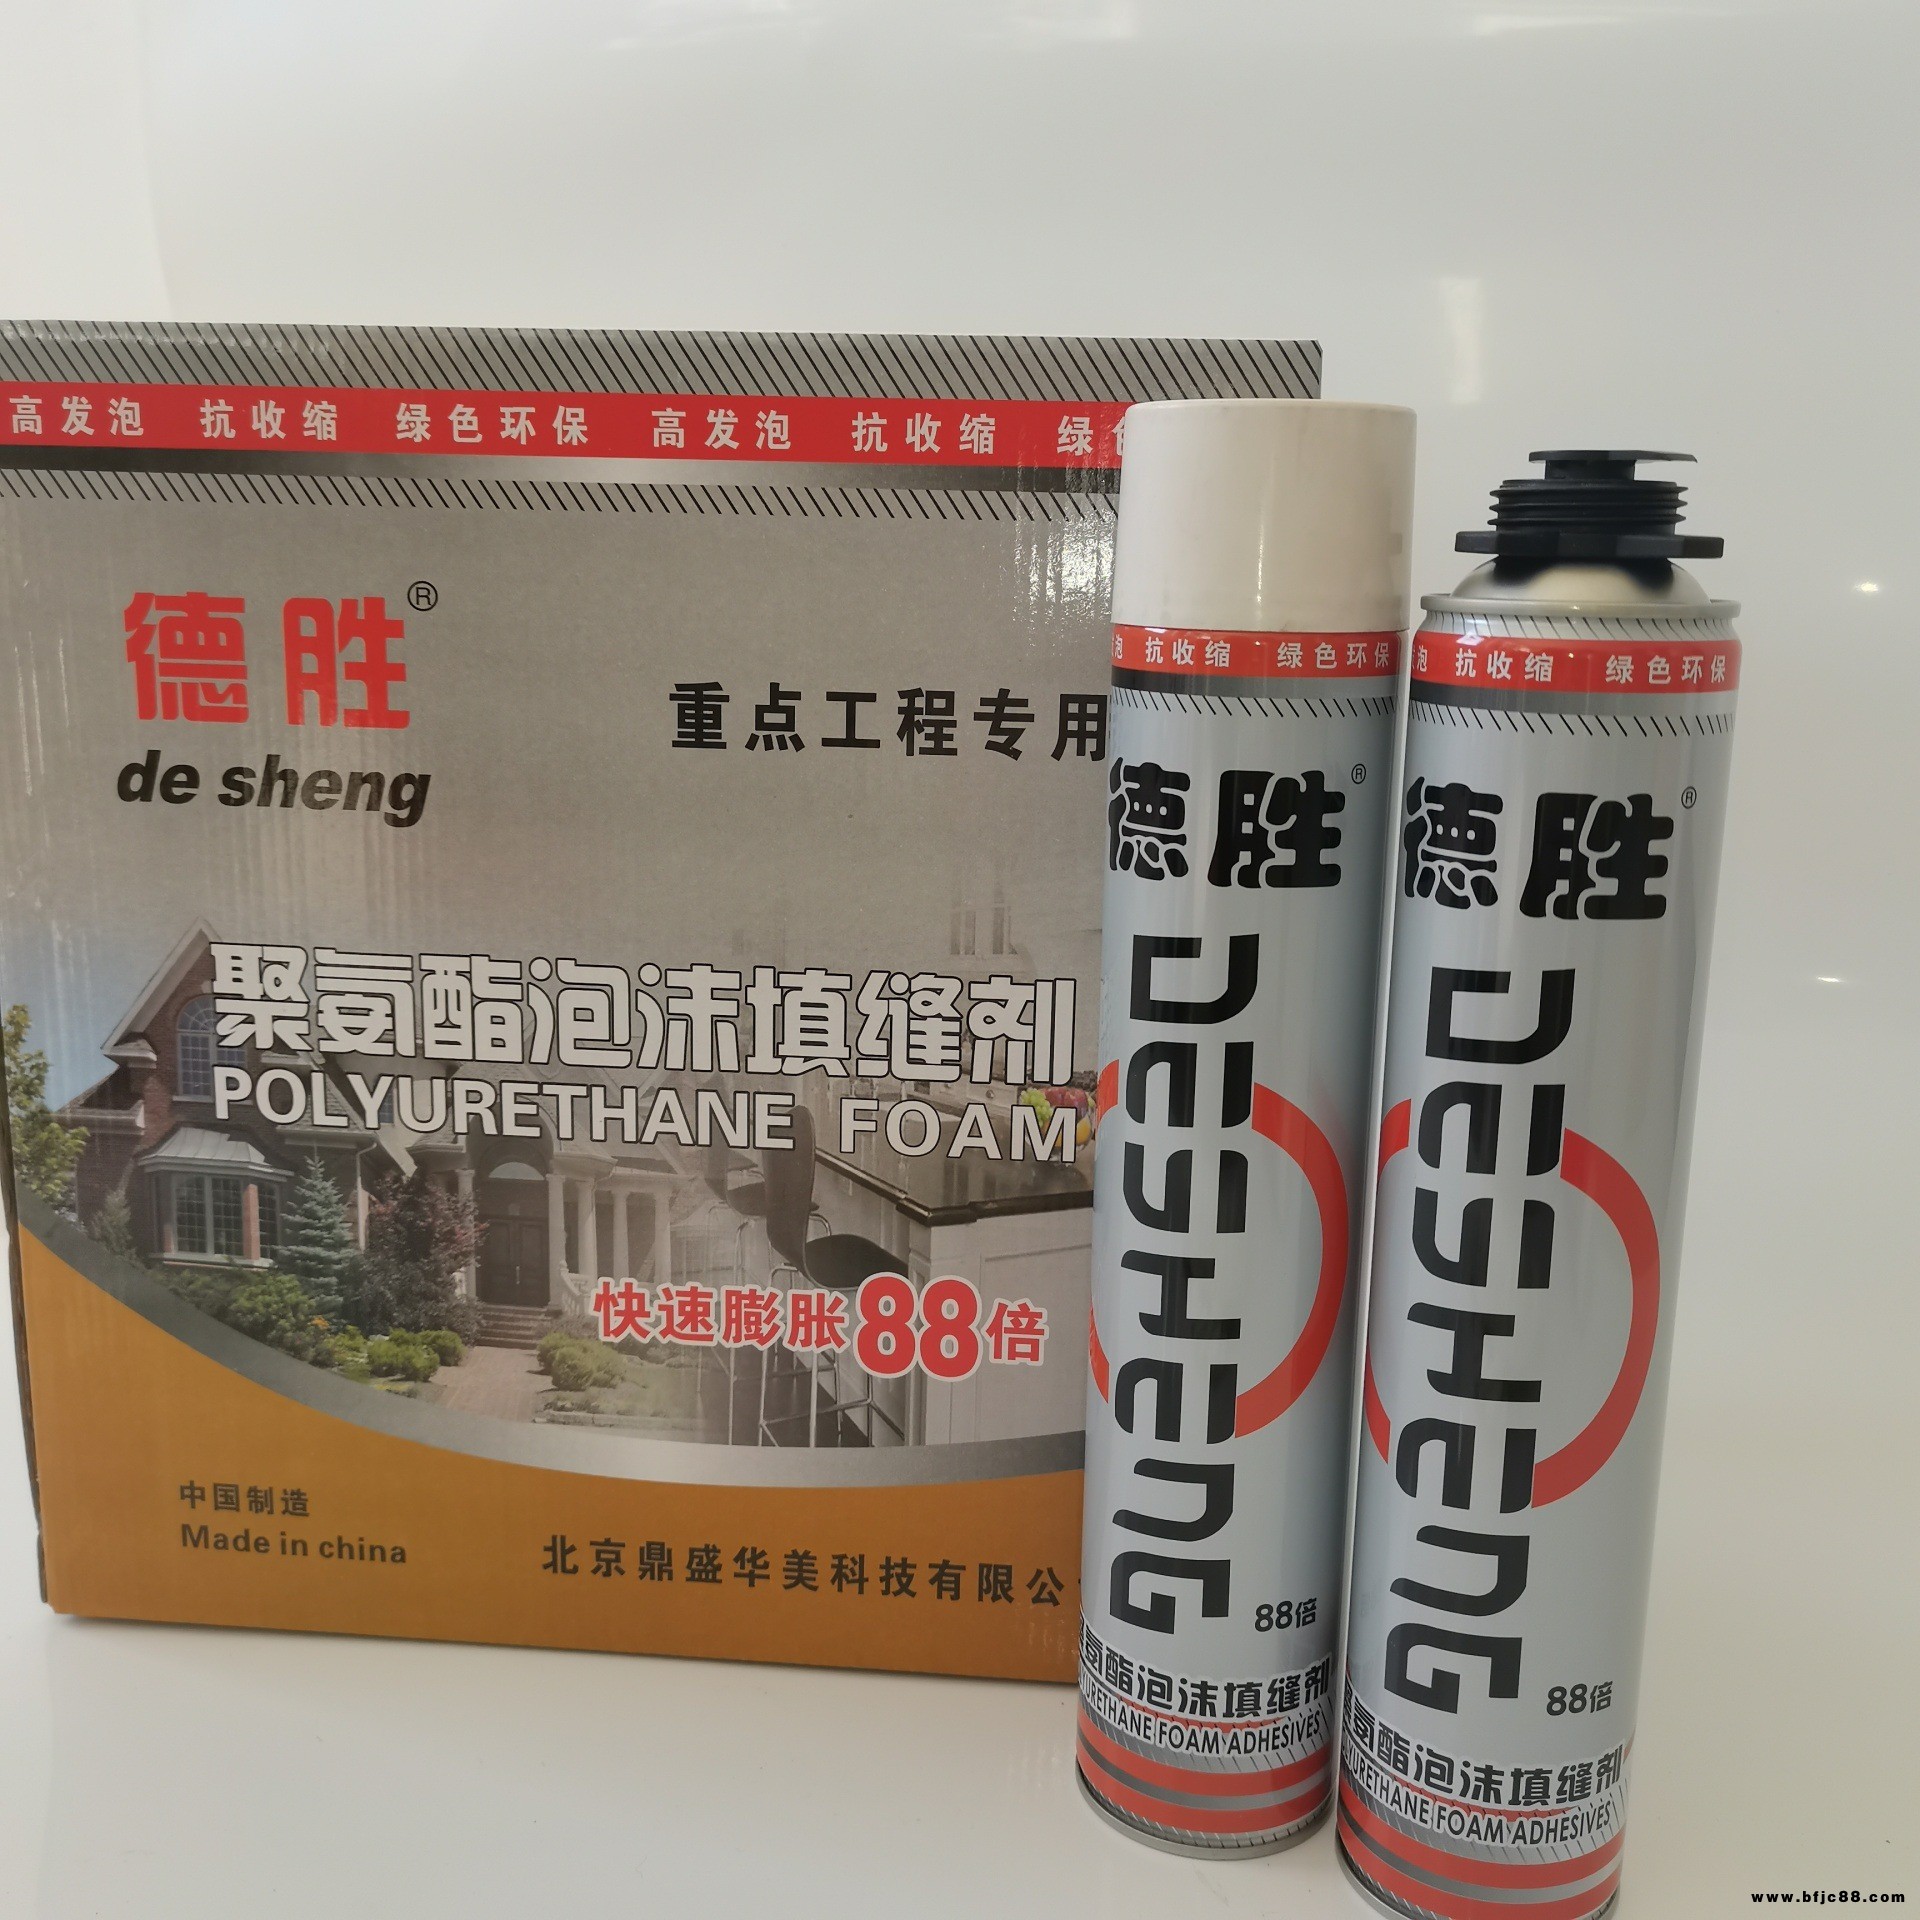 高发泡 抗收缩 绿色环保 高发泡 抗收缩 绿色
德胜®
de sheng
重点工程专用
聚氨酯泡沫填缝剂
POLYURETHANE FOAM
快速膨胀88倍
中国制造
Made in china
北京鼎盛华美科技有限公
泡 抗收缩 绿色环保
德胜®
DESHENG
88倍
聚氨酯泡沫填缝剂
POLYURETHANE FOAM ADHESIVES
泡 抗收缩 绿色环保
德胜®
DESHENG
88倍
聚氨酯泡沫填缝剂
POLYURETHANE FOAM ADHESIVES
www.bfjc88.com